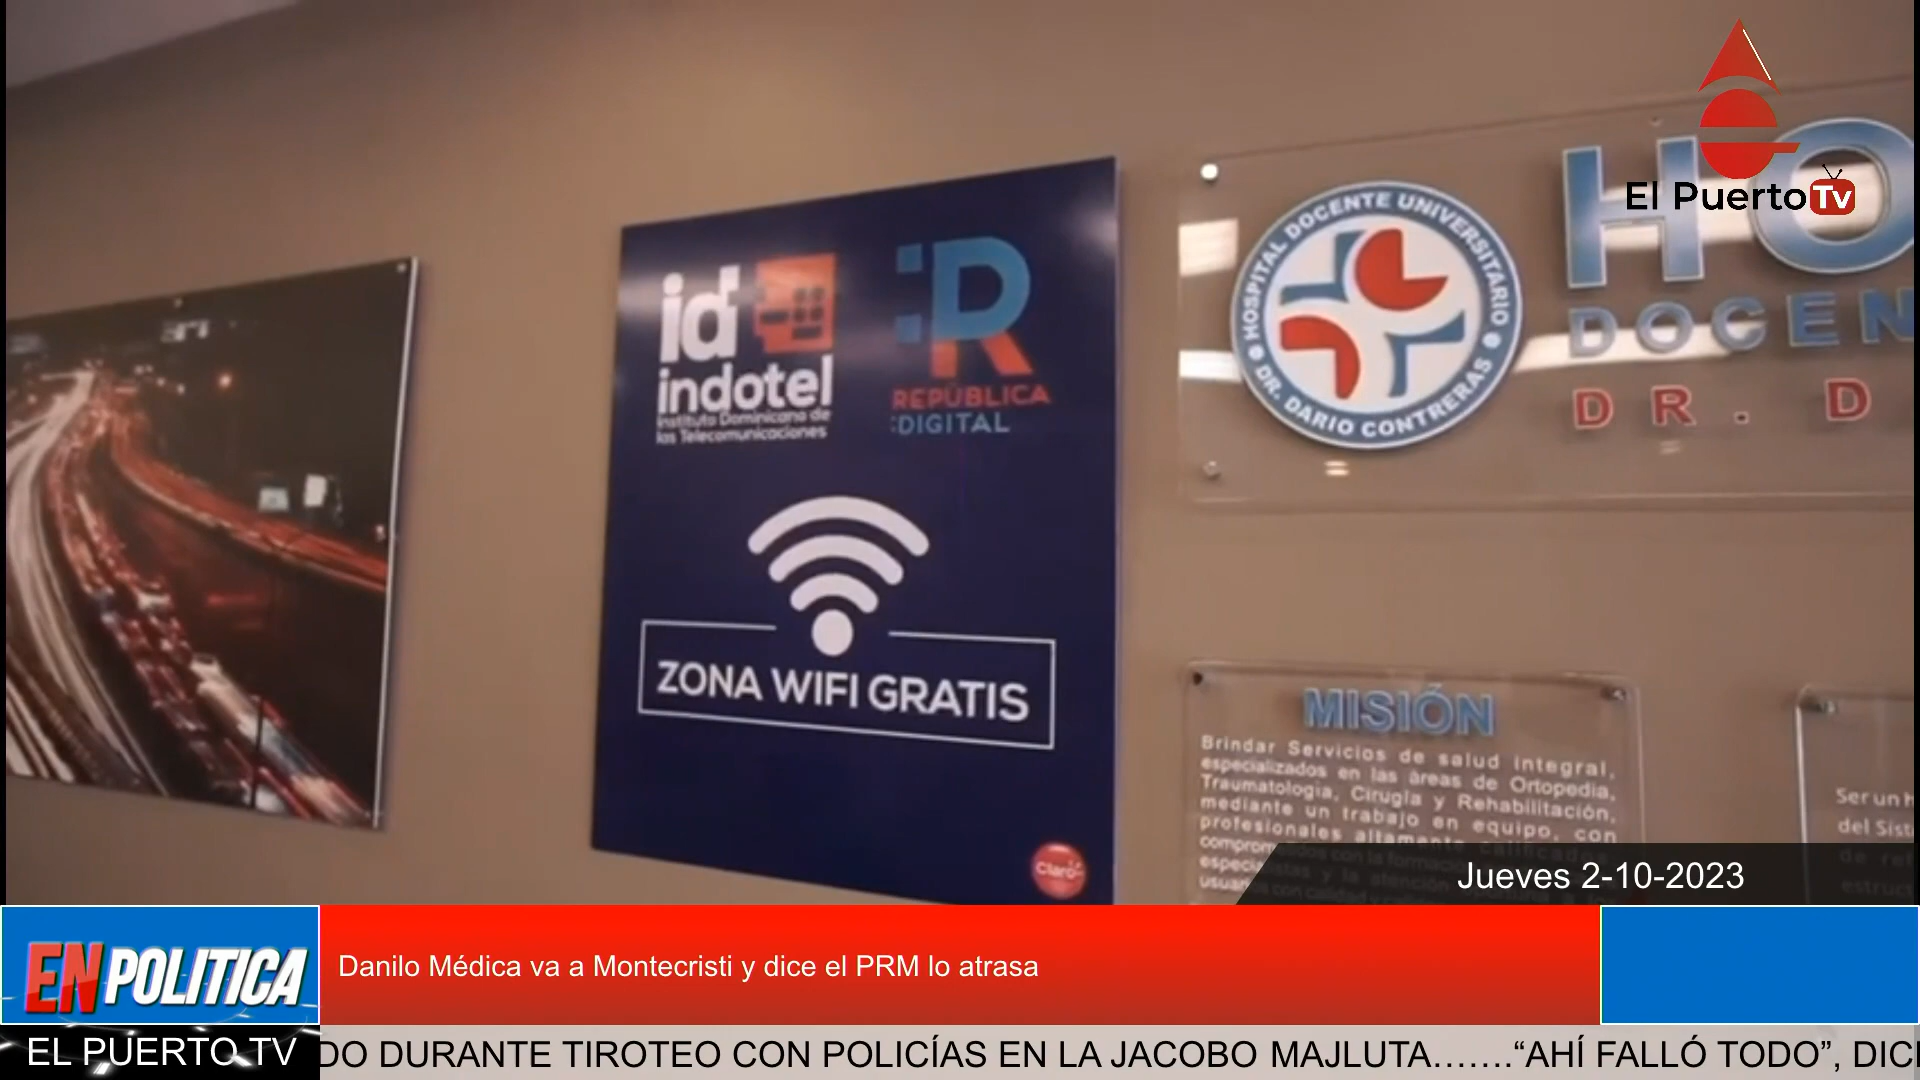 El PuertoTv
id
indotel
Instituto Dominicano de
las Telecomunicaciones
R
REPÚBLICA
:DIGITAL
ZONA WIFI GRATIS
Claro
HOSPITAL DOCENTE UNIVERSITARIO
DR. DARIO CONTRERAS
HO
DOCEN
DR. D
MISIÓN
Brindar Servicios de salud integral,
especializados en las áreas de Ortopedia,
Traumatología, Cirugía y Rehabilitación,
mediante un trabajo en equipo, con
profesionales altamente
Ser un
del Sist
Jueves 2-10-2023
EN POLITICA
Danilo Médica va a Montecristi y dice el PRM lo atrasa
EL PUERTO TV
DO DURANTE TIROTEO CON POLICÍAS EN LA JACOBO MAJLUTA.......“AHÍ FALLÓ TODO”, DICE